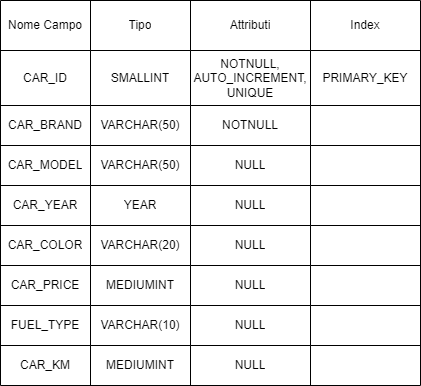 Nome Campo Tipo Attributi Index
CAR_ID SMALLINT NOTNULL, AUTO_INCREMENT, UNIQUE PRIMARY_KEY
CAR_BRAND VARCHAR(50) NOTNULL
CAR_MODEL VARCHAR(50) NULL
CAR_YEAR YEAR NULL
CAR_COLOR VARCHAR(20) NULL
CAR_PRICE MEDIUMINT NULL
FUEL_TYPE VARCHAR(10) NULL
CAR_KM MEDIUMINT NULL